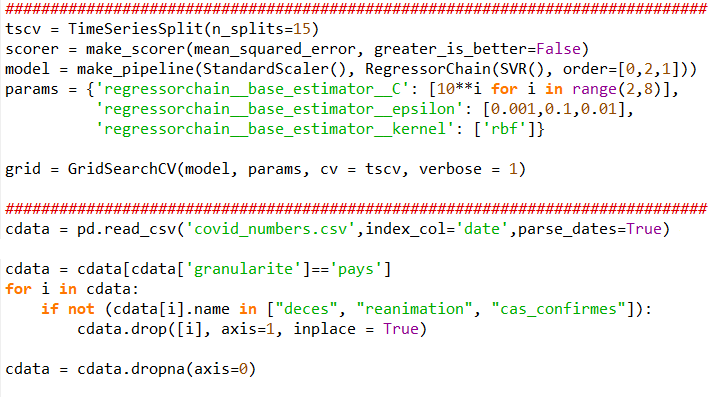 ##############################################################################
tscv = TimeSeriesSplit(n_splits=15)
scorer = make_scorer(mean_squared_error, greater_is_better=False)
model = make_pipeline(StandardScaler(), RegressorChain(SVR(), order=[0,2,1]))
params = {'regressorchain__base_estimator__C': [10**i for i in range(2,8)],
          'regressorchain__base_estimator__epsilon': [0.001,0.1,0.01],
          'regressorchain__base_estimator__kernel': ['rbf']}
grid = GridSearchCV(model, params, cv = tscv, verbose = 1)
##############################################################################
cdata = pd.read_csv('covid_numbers.csv',index_col='date',parse_dates=True)
cdata = cdata[cdata['granularite']=='pays']
for i in cdata:
    if not (cdata[i].name in ["deces", "reanimation", "cas_confirmes"]):
        cdata.drop([i], axis=1, inplace = True)
cdata = cdata.dropna(axis=0)